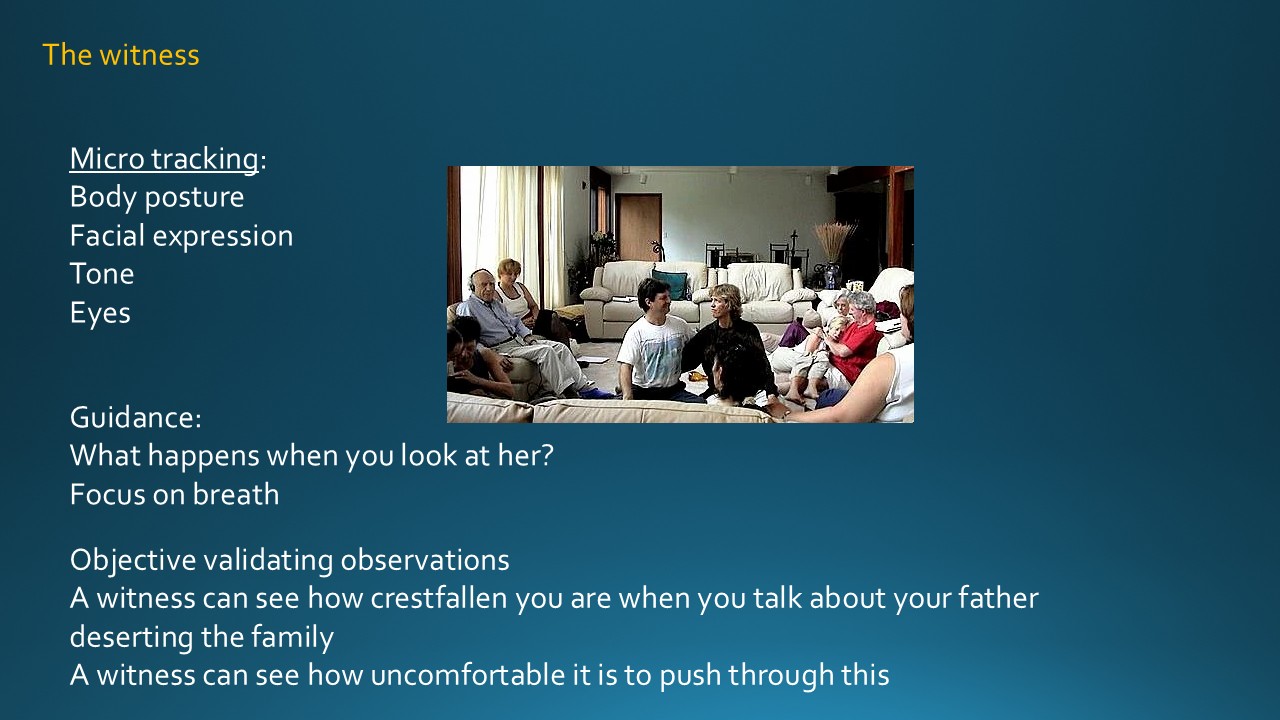 The witness
Micro tracking:
Body posture
Facial expression
Tone
Eyes
Guidance:
What happens when you look at her?
Focus on breath
Objective validating observations
A witness can see how crestfallen you are when you talk about your father
deserting the family
A witness can see how uncomfortable it is to push through this